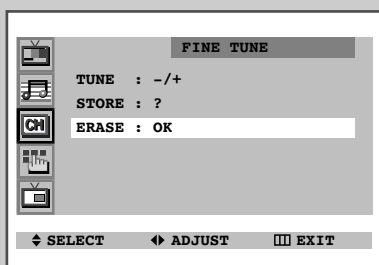 FINE TUNE
TUNE : -/+
STORE : ?
CH
ERASE : OK
SELECT ADJUST EXIT